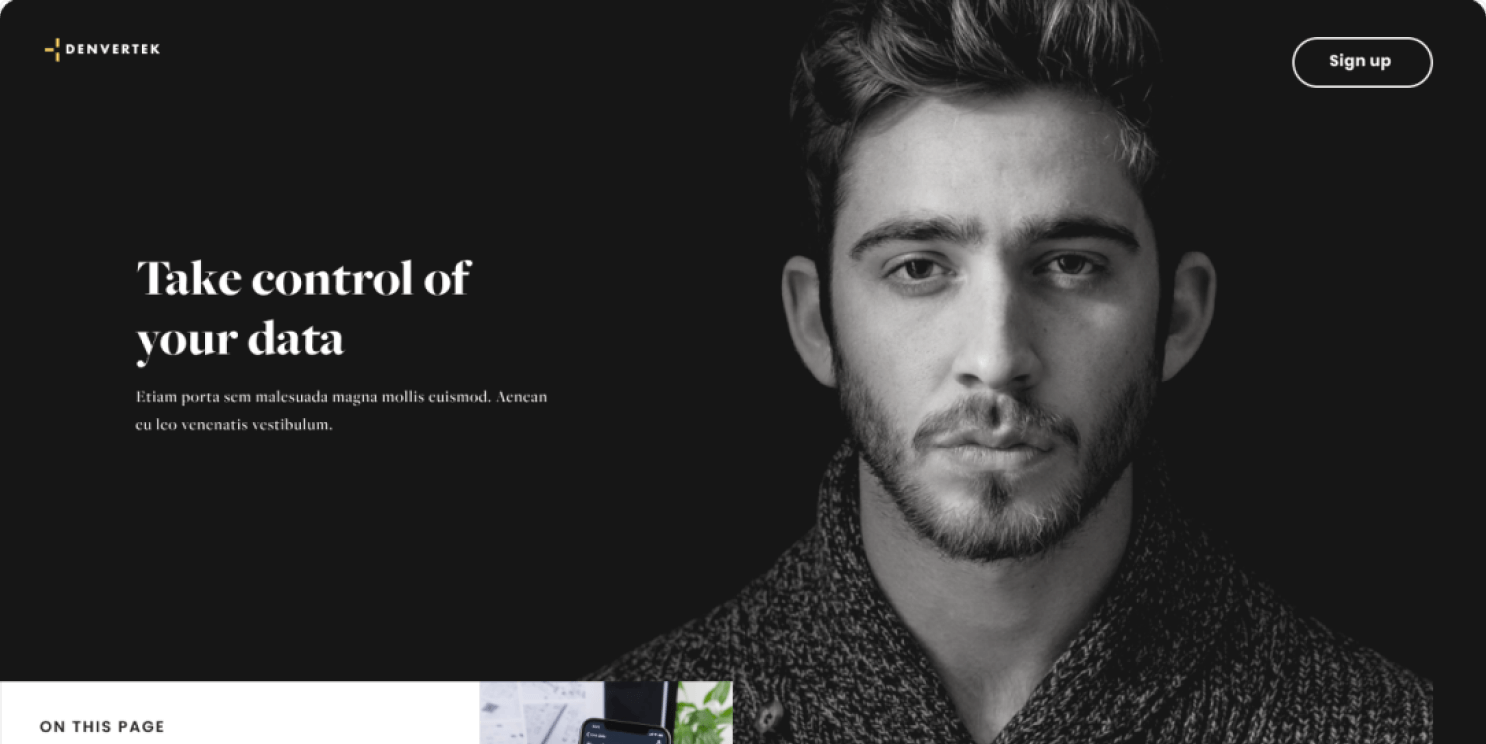 DENVERTEK
Sign up
Take control of
your data
Etiam porta sem malesuada magna mollis euismod. Aenean
eu leo venenatis vestibulum.
ON THIS PAGE